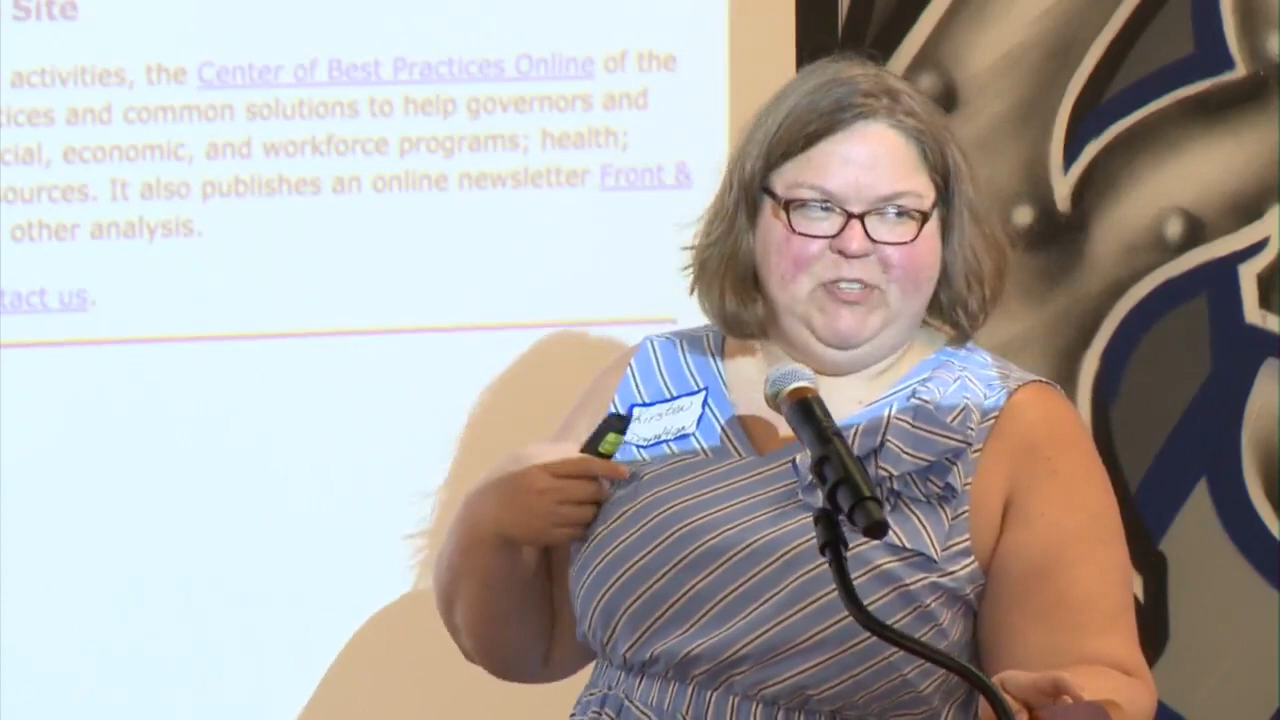 Site
activities, the Center of Best Practices Online of the
tices and common solutions to help governors and
cial, economic, and workforce programs; health;
ources. It also publishes an online newsletter Front &
other analysis.
tact us.
Kirsten